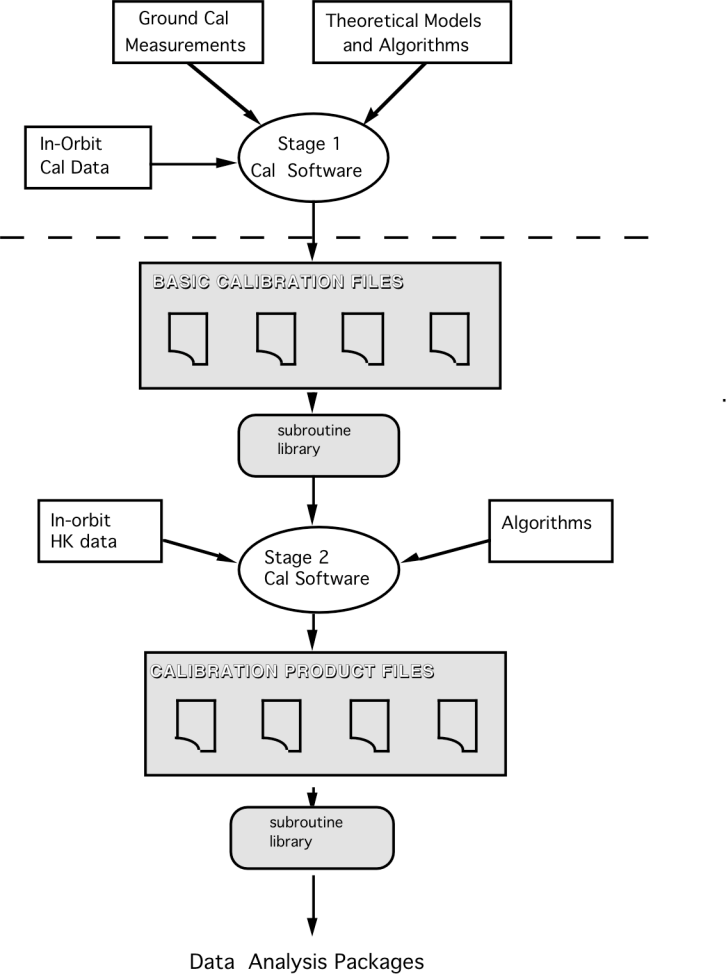 Ground Cal
Measurements
Theoretical Models
and Algorithms
In-Orbit
Cal Data
Stage 1
Cal Software
BASIC CALIBRATION FILES
subroutine
library
In-orbit
HK data
Algorithms
Stage 2
Cal Software
CALIBRATION PRODUCT FILES
subroutine
library
Data Analysis Packages